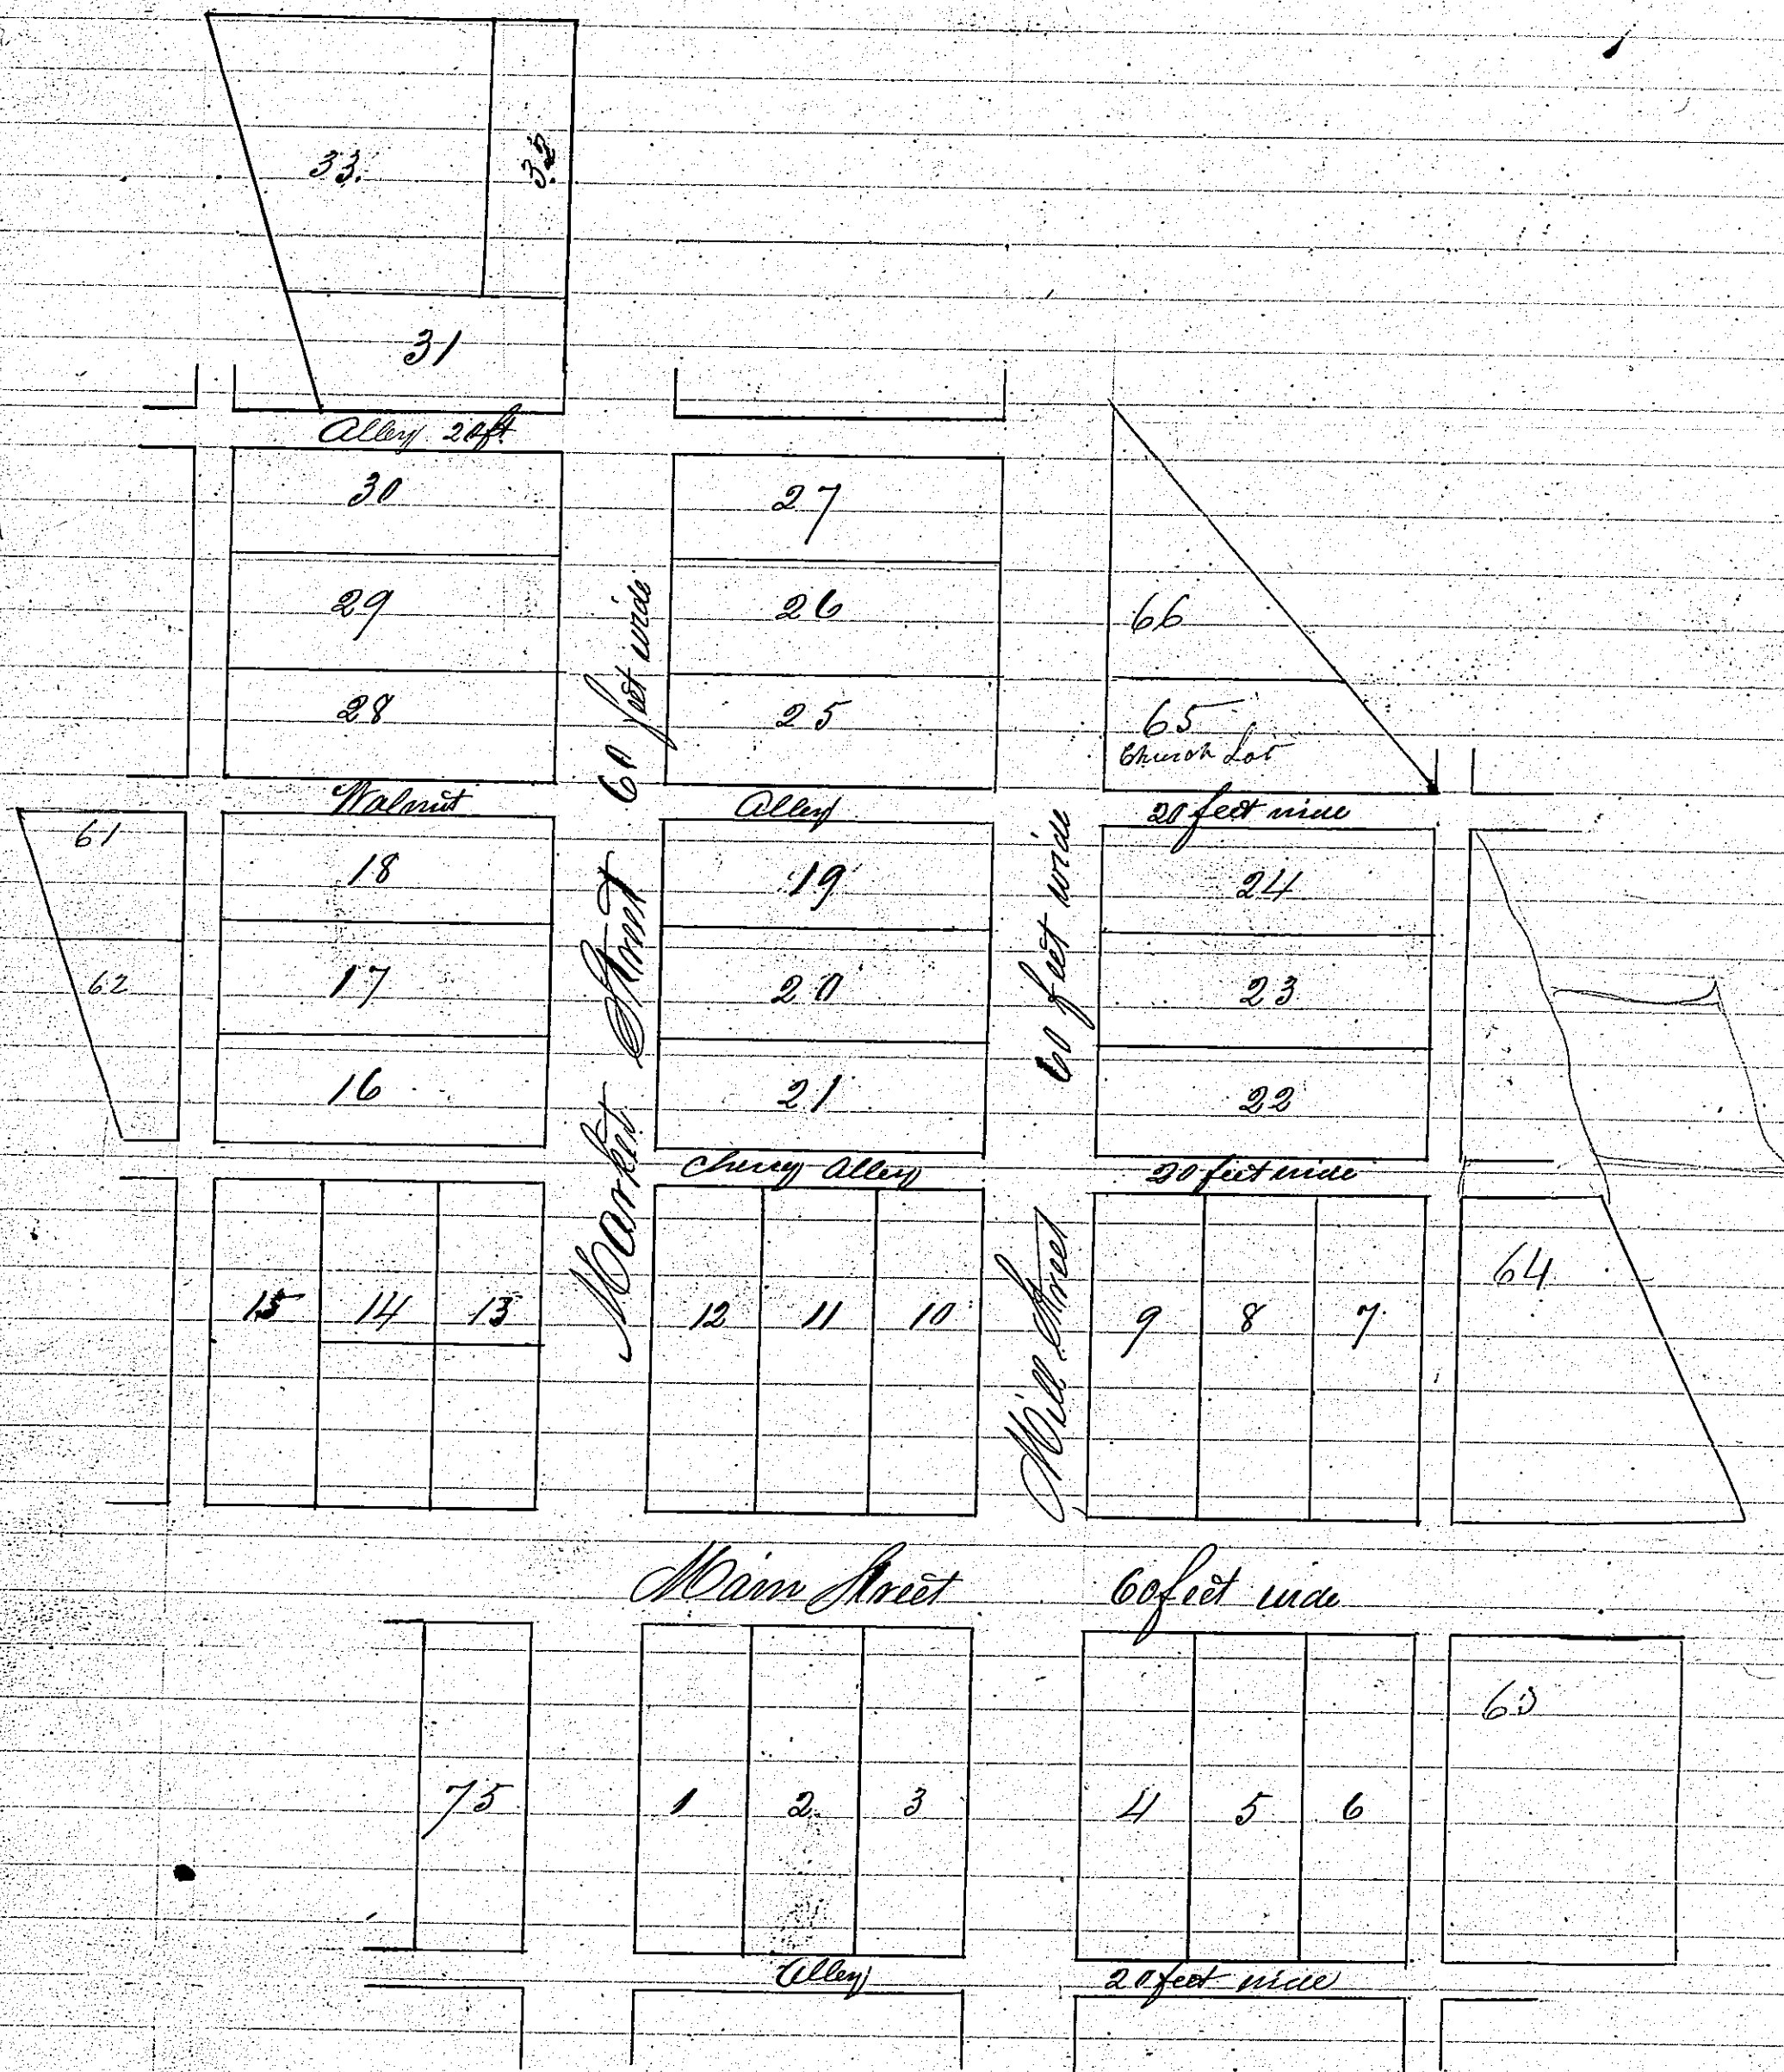 33.
32
31
Alley 20ft
30
27
29
26
66
28
25
65
Church Lot
60 feet wide
Walnut
Alley
20 feet wide
61
18
19
24
62
17
20
23
16
21
22
Market Street
60 feet wide
Cherry Alley
20 feet wide
15
14
13
12
11
10
9
8
7
64
Mill Street
Main Street
60 feet wide
75
1
2
3
4
5
6
63
Alley
20 feet wide